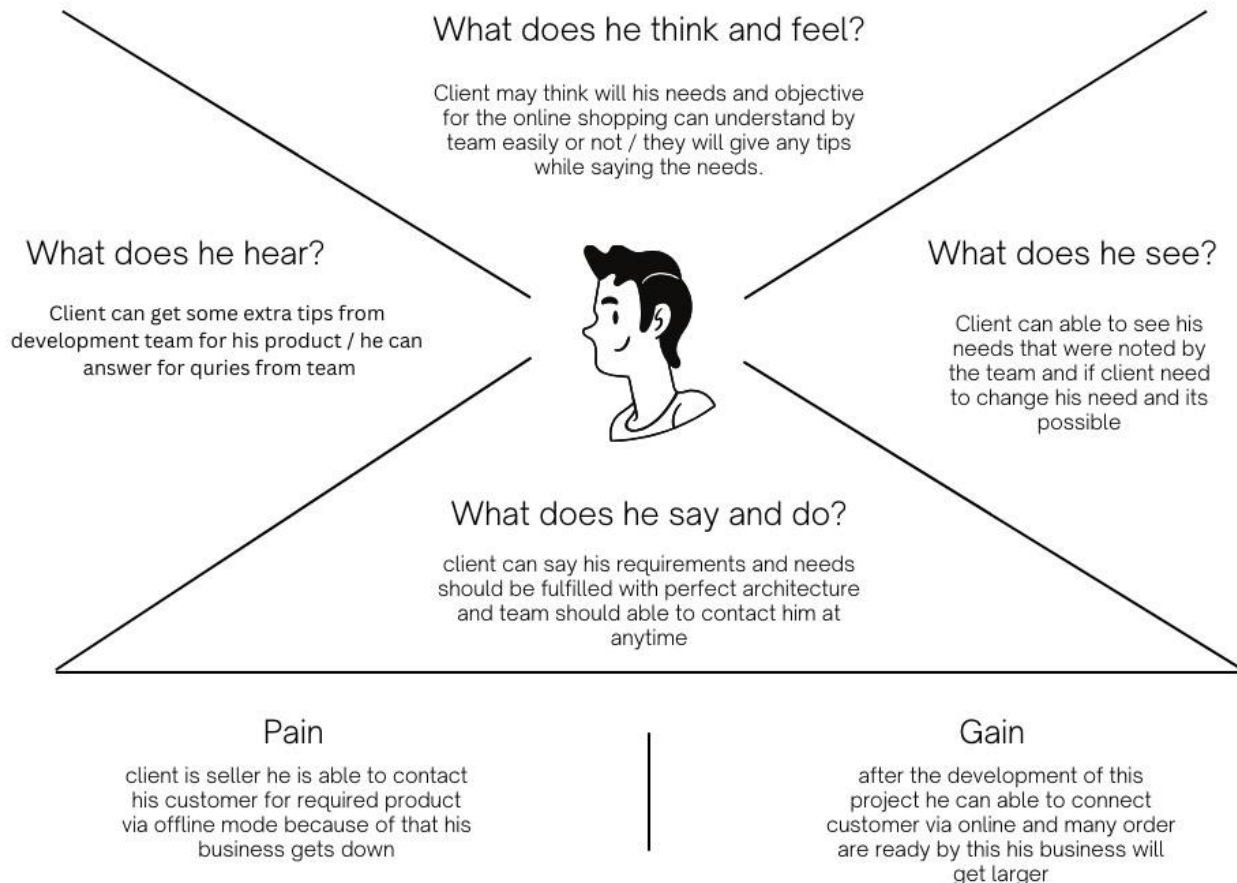 What does he think and feel?
Client may think will his needs and objective
for the online shopping can understand by
team easily or not / they will give any tips
while saying the needs.
What does he hear?
Client can get some extra tips from
development team for his product / he can
answer for quries from team
What does he see?
Client can able to see his
needs that were noted by
the team and if client need
to change his need and its
possible
What does he say and do?
client can say his requirements and needs
should be fulfilled with perfect architecture
and team should able to contact him at
anytime
Pain
client is seller he is able to contact
his customer for required product
via offline mode because of that his
business gets down
Gain
after the development of this
project he can able to connect
customer via online and many order
are ready by this his business will
get larger